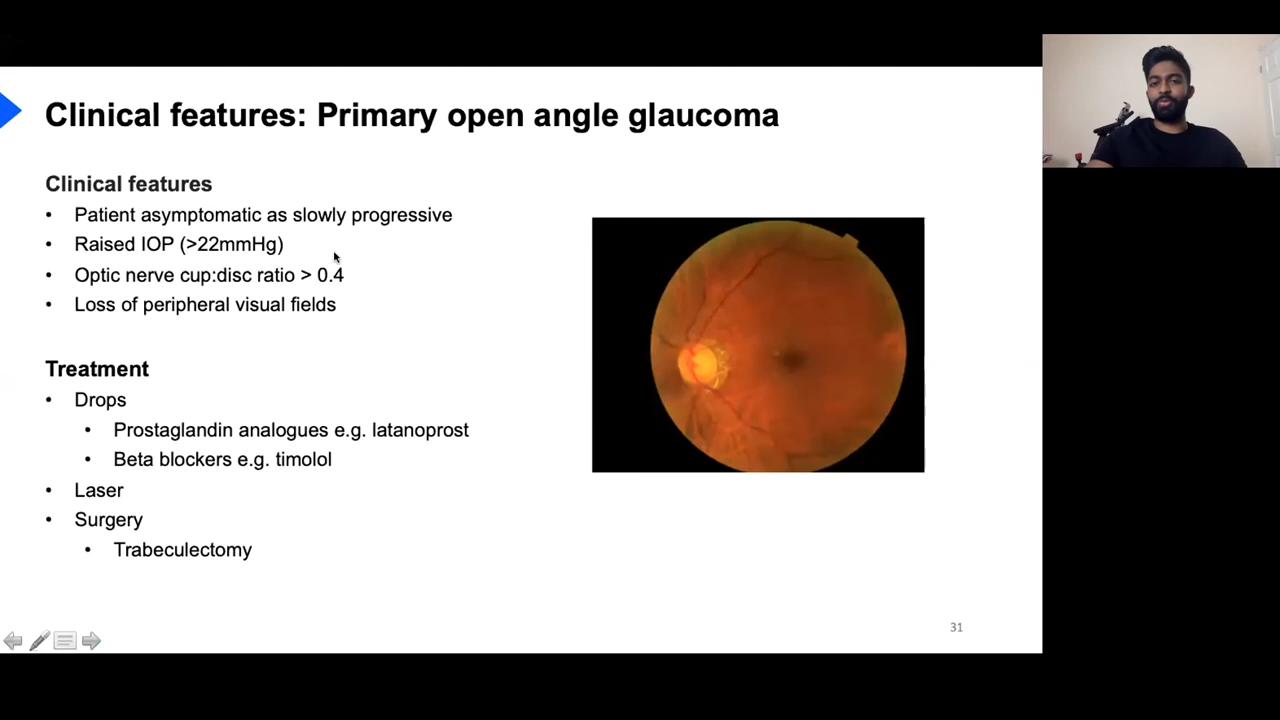 Clinical features: Primary open angle glaucoma
Clinical features
• Patient asymptomatic as slowly progressive
• Raised IOP (>22mmHg)
• Optic nerve cup:disc ratio > 0.4
• Loss of peripheral visual fields
Treatment
• Drops
• Prostaglandin analogues e.g. latanoprost
• Beta blockers e.g. timolol
• Laser
• Surgery
• Trabeculectomy
31